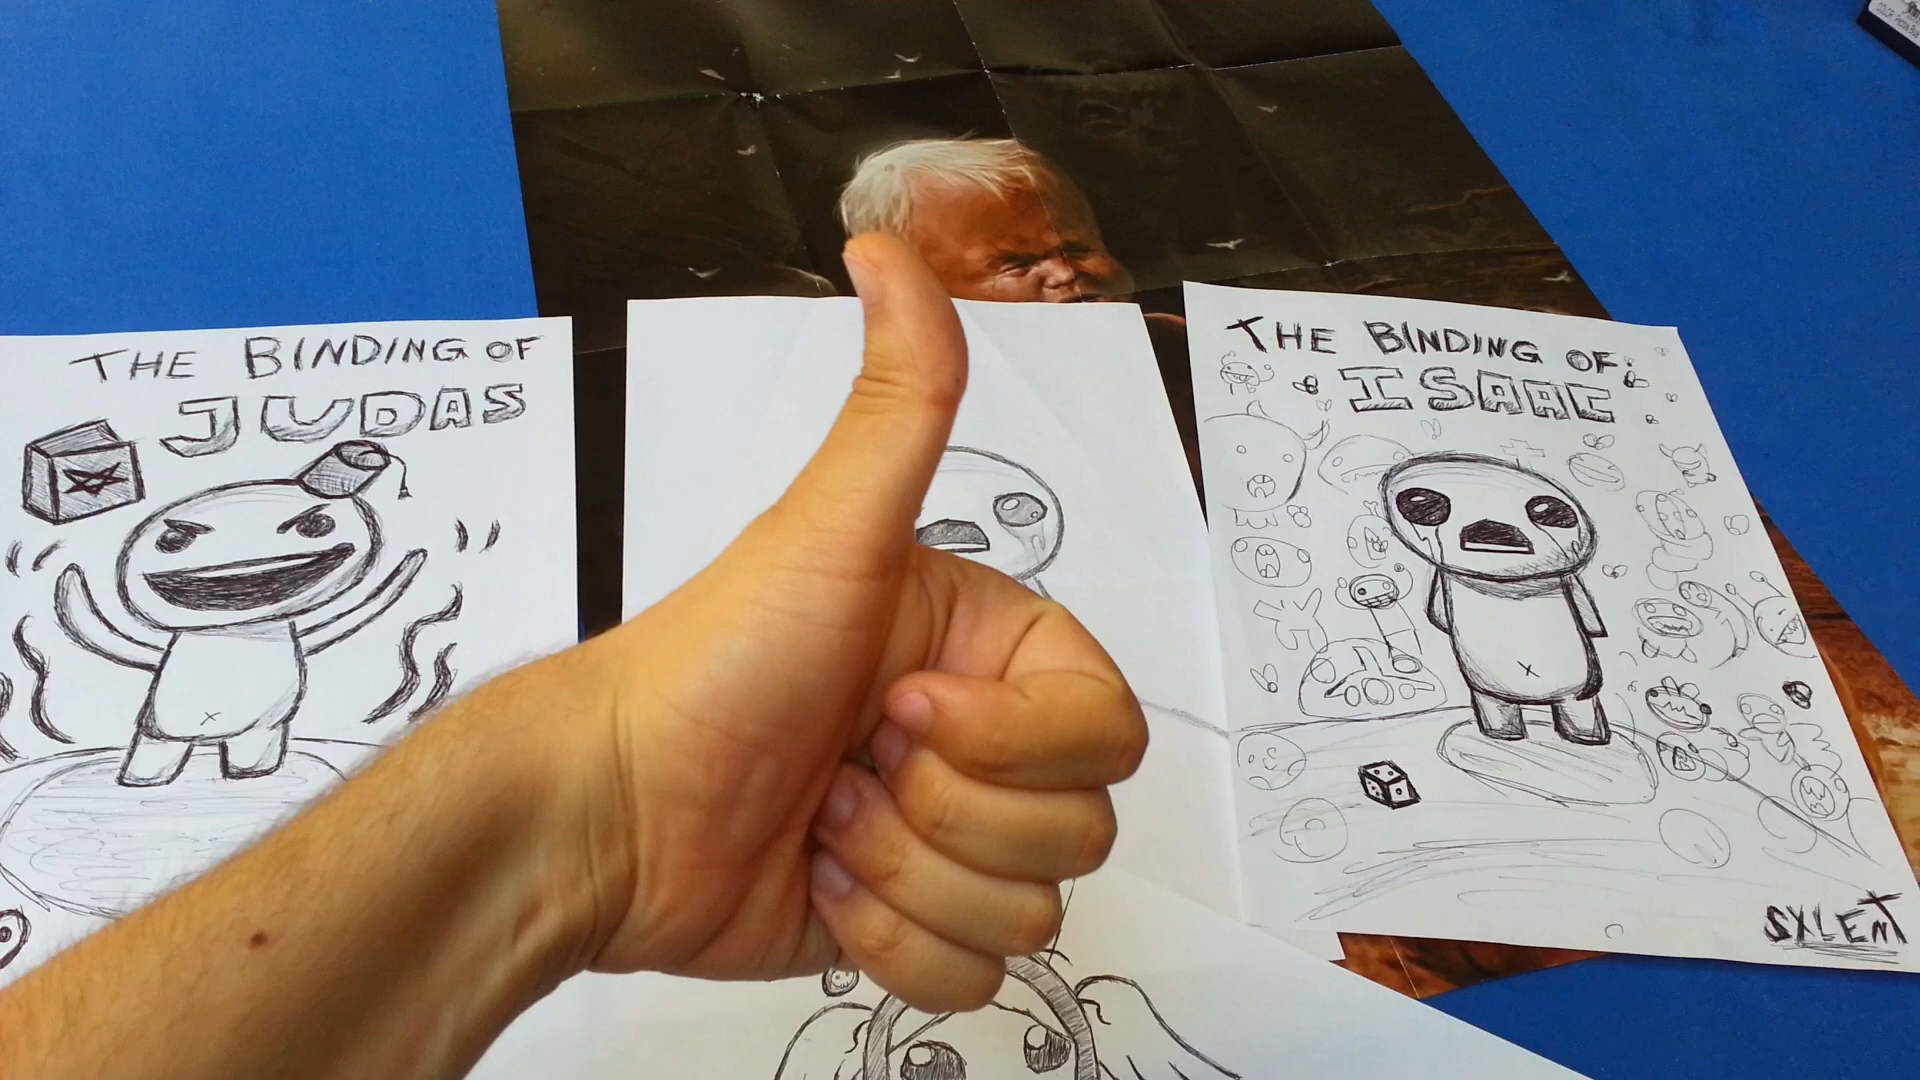 THE BINDING OF
JUDAS
THE BINDING OF:
ISAAC
SXLENT